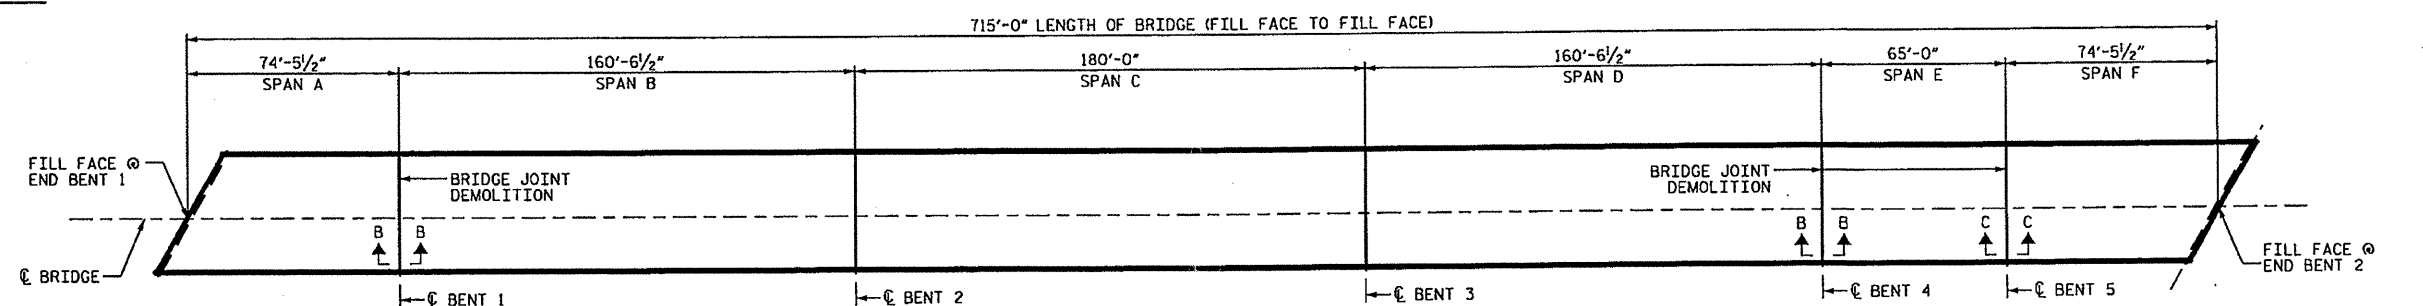 715'-0" LENGTH OF BRIDGE (FILL FACE TO FILL FACE)
74'-5½" 160'-6½" 180'-0" 160'-6½" 65'-0" 74'-5½"
SPAN A SPAN B SPAN C SPAN D SPAN E SPAN F
FILL FACE @
END BENT 1
BRIDGE JOINT
DEMOLITION
BRIDGE JOINT
DEMOLITION
B B B B C C
℄ BRIDGE
FILL FACE @
END BENT 2
℄ BENT 1 ℄ BENT 2 ℄ BENT 3 ℄ BENT 4 ℄ BENT 5